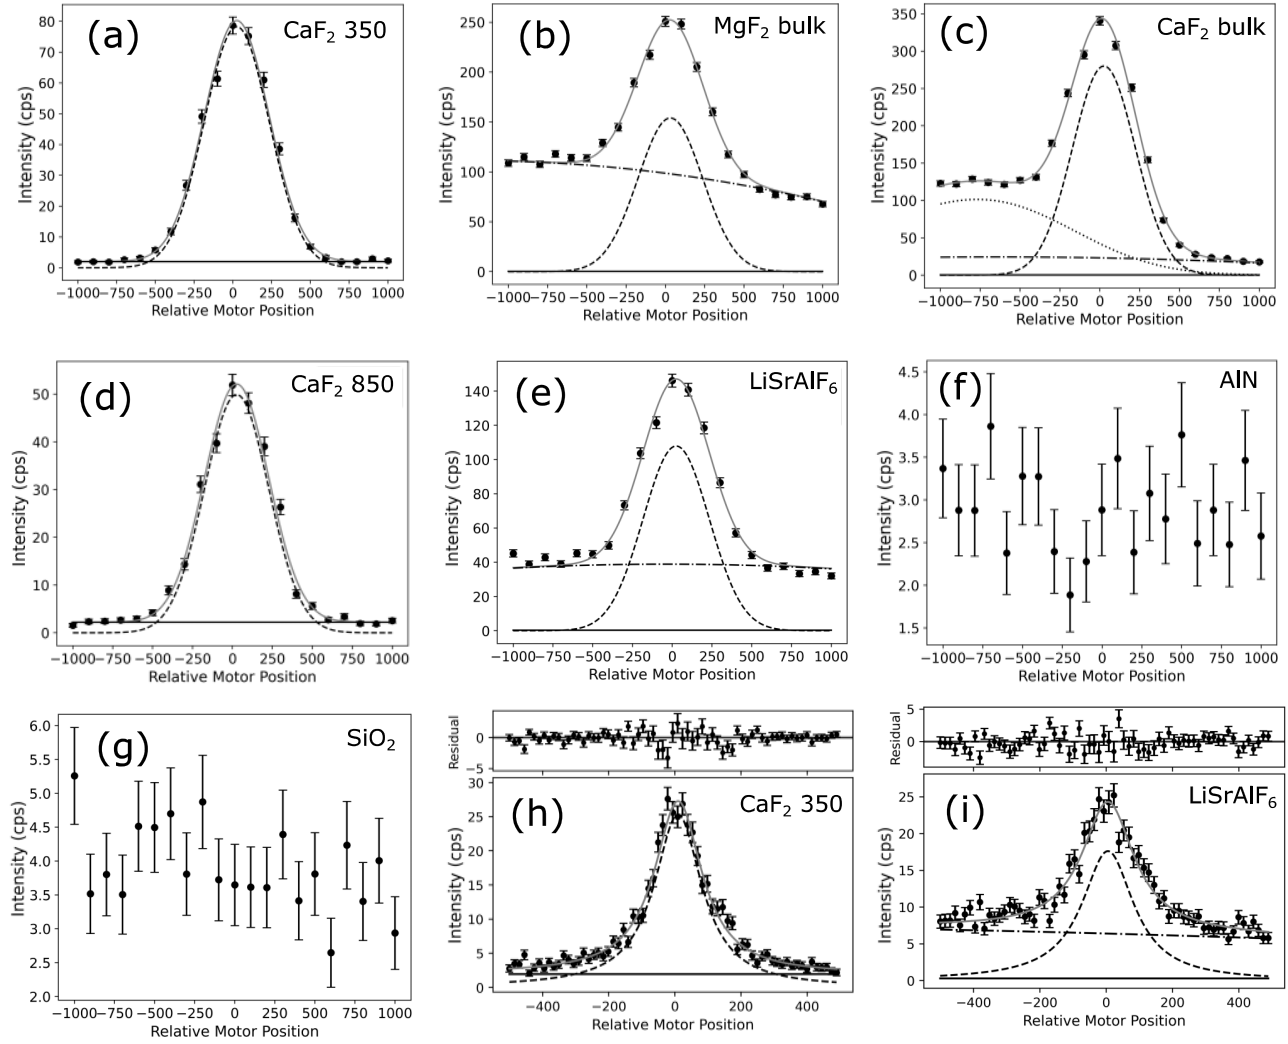 (a)
CaF2 350
Intensity (cps)
80
70
60
50
40
30
20
10
0
−1000 −750 −500 −250 0 250 500 750 1000
Relative Motor Position
(b)
MgF2 bulk
Intensity (cps)
250
200
150
100
50
0
−1000 −750 −500 −250 0 250 500 750 1000
Relative Motor Position
(c)
CaF2 bulk
Intensity (cps)
350
300
250
200
150
100
50
0
−1000 −750 −500 −250 0 250 500 750 1000
Relative Motor Position
(d)
CaF2 850
Intensity (cps)
50
40
30
20
10
0
−1000 −750 −500 −250 0 250 500 750 1000
Relative Motor Position
(e)
LiSrAlF6
Intensity (cps)
140
120
100
80
60
40
20
0
−1000 −750 −500 −250 0 250 500 750 1000
Relative Motor Position
(f)
AlN
Intensity (cps)
4.5
4.0
3.5
3.0
2.5
2.0
1.5
−1000 −750 −500 −250 0 250 500 750 1000
Relative Motor Position
(g)
SiO2
Intensity (cps)
6.0
5.5
5.0
4.5
4.0
3.5
3.0
2.5
2.0
−1000 −750 −500 −250 0 250 500 750 1000
Relative Motor Position
Residual
0
−5
(h)
CaF2 350
Intensity (cps)
30
25
20
15
10
5
0
−400 −200 0 200 400
Relative Motor Position
Residual
5
0
(i)
LiSrAlF6
Intensity (cps)
25
20
15
10
5
0
−400 −200 0 200 400
Relative Motor Position